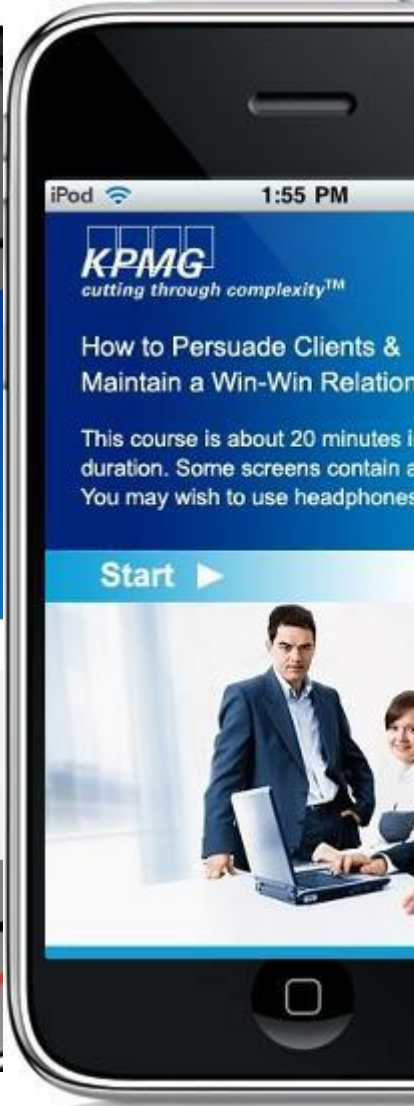 iPod 1:55 PM
KPMG
cutting through complexity™
How to Persuade Clients &
Maintain a Win-Win Relation
This course is about 20 minutes i
duration. Some screens contain a
You may wish to use headphones
Start